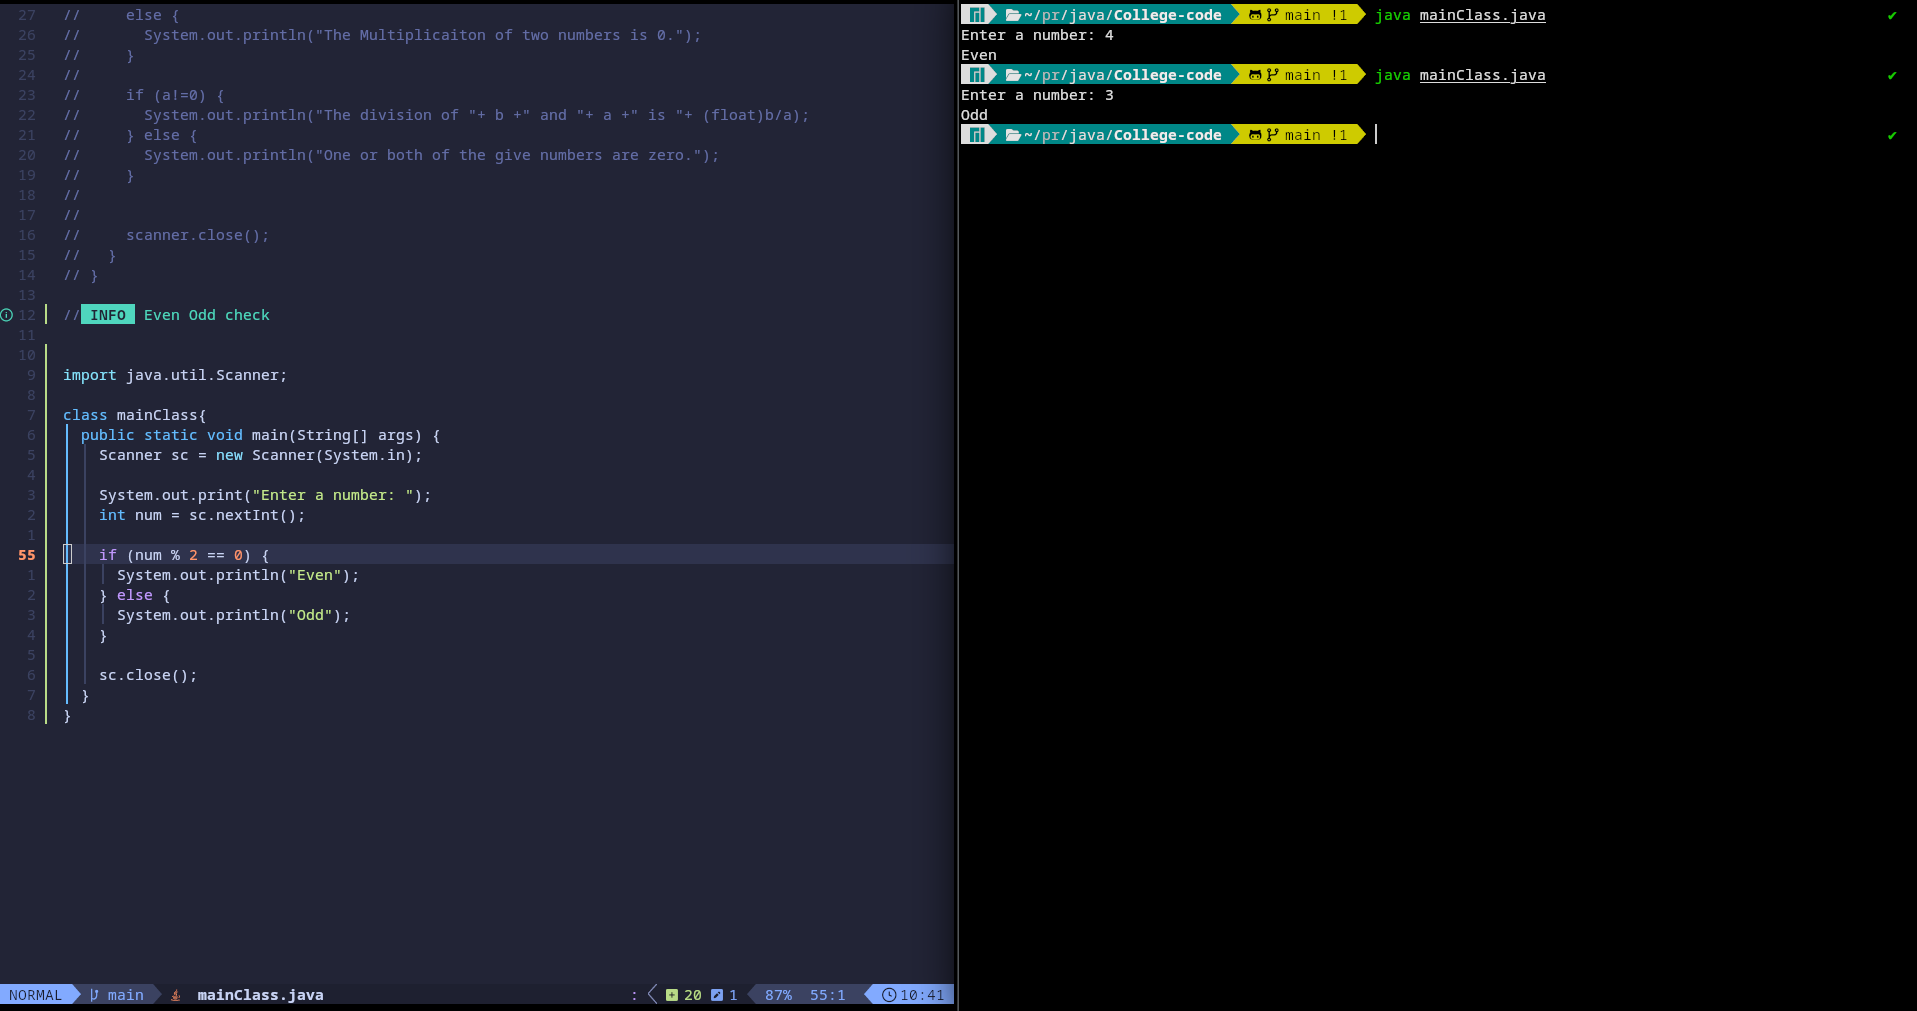 27 //     else {
26 //       System.out.println("The Multiplicaiton of two numbers is 0.");
25 //     }
24 //
23 //     if (a!=0) {
22 //       System.out.println("The division of "+ b +" and "+ a +" is "+ (float)b/a);
21 //     } else {
20 //       System.out.println("One or both of the give numbers are zero.");
19 //     }
18 //
17 //
16 //     scanner.close();
15 //   }
14 // }
13
12 // INFO Even Odd check
11
10
9 import java.util.Scanner;
8
7 class mainClass{
6   public static void main(String[] args) {
5     Scanner sc = new Scanner(System.in);
4
3     System.out.print("Enter a number: ");
2     int num = sc.nextInt();
1
55     if (num % 2 == 0) {
1       System.out.println("Even");
2     } else {
3       System.out.println("Odd");
4     }
5
6     sc.close();
7   }
8 }
NORMAL main mainClass.java : 20 1 87% 55:1 10:41
~/pr/java/College-code main !1 java mainClass.java ✔
Enter a number: 4
Even
~/pr/java/College-code main !1 java mainClass.java ✔
Enter a number: 3
Odd
~/pr/java/College-code main !1 ✔